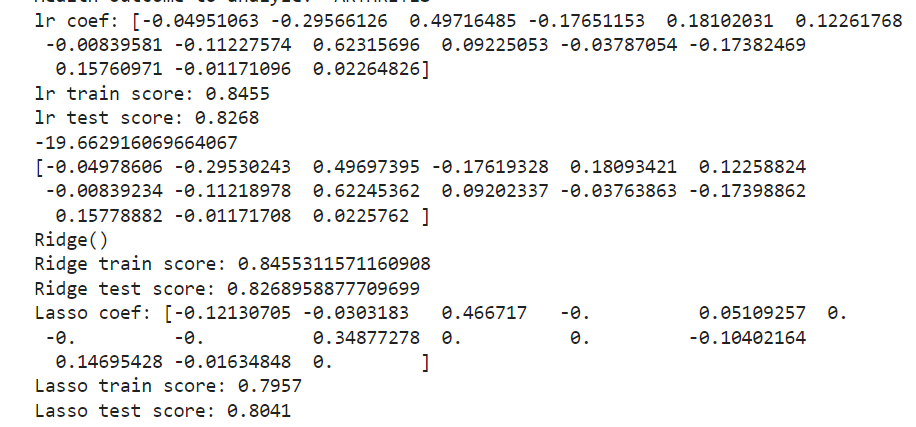 lr coef: [-0.04951063 -0.29566126  0.49716485 -0.17651153  0.18102031  0.12261768
 -0.00839581 -0.11227574  0.62315696  0.09225053 -0.03787054 -0.17382469
  0.15760971 -0.01171096  0.02264826]
lr train score: 0.8455
lr test score: 0.8268
-19.662916069664067
[-0.04978606 -0.29530243  0.49697395 -0.17619328  0.18093421  0.12258824
 -0.00839234 -0.11218978  0.62245362  0.09202337 -0.03763863 -0.17398862
  0.15778882 -0.01171708  0.0225762 ]
Ridge()
Ridge train score: 0.8455311571160908
Ridge test score: 0.8268958877709699
Lasso coef: [-0.12130705 -0.0303183   0.466717   -0.          0.05109257  0.
 -0.         -0.          0.34877278  0.          0.         -0.10402164
  0.14695428 -0.01634848  0.        ]
Lasso train score: 0.7957
Lasso test score: 0.8041